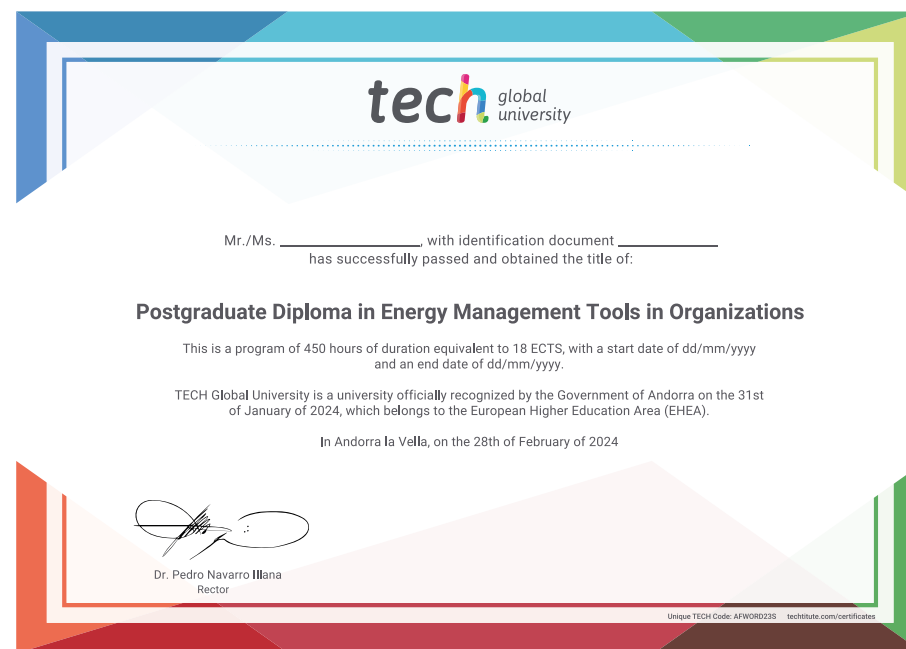 tech global university
Mr./Ms. ____________________, with identification document ______________
has successfully passed and obtained the title of:
Postgraduate Diploma in Energy Management Tools in Organizations
This is a program of 450 hours of duration equivalent to 18 ECTS, with a start date of dd/mm/yyyy
and an end date of dd/mm/yyyy.
TECH Global University is a university officially recognized by the Government of Andorra on the 31st
of January of 2024, which belongs to the European Higher Education Area (EHEA).
In Andorra la Vella, on the 28th of February of 2024
Dr. Pedro Navarro Illana
Rector
Unique TECH Code: AFWORD23S techtitute.com/certificates